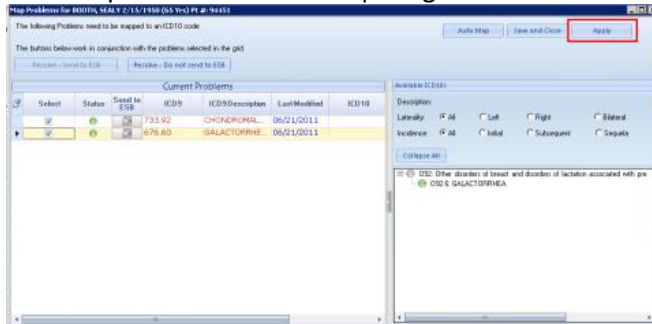 Map Problems for BOOTH, SEALY 2/15/1950 (65 Yrs) Pt #: 94451
The following Problems need to be mapped to an ICD10 code
Auto Map
Save and Close
Apply
The buttons below work in conjunction with the problems selected in the grid.
Resolve - Send to ESB
Resolve - Do not send to ESB
Current Problems
Available ICD10s
Select
Status
Send to ESB
ICD9
ICD9Description
Last Modified
ICD10
733.92
CHONDROMAL...
06/21/2011
676.60
GALACTORRHE...
06/21/2011
Description:
Laterality:
All
Left
Right
Bilateral
Incidence:
All
Initial
Subsequent
Sequela
Collapse All
O92: Other disorders of breast and disorders of lactation associated with pre
O92.6: GALACTORRHEA